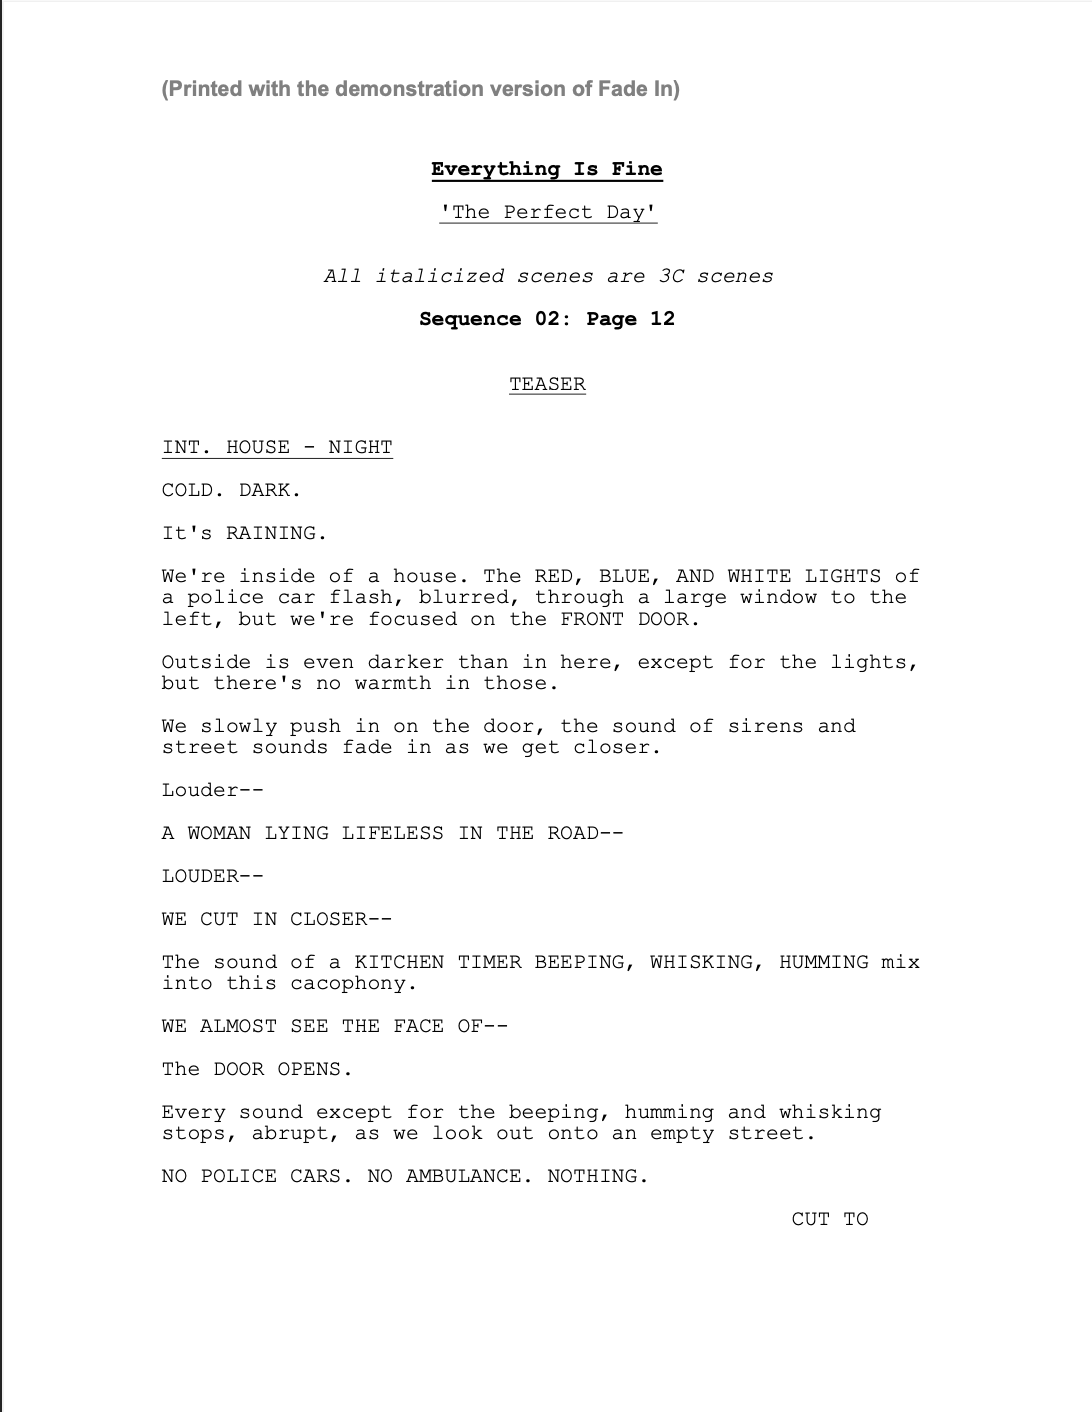 (Printed with the demonstration version of Fade In)
Everything Is Fine
'The Perfect Day'
All italicized scenes are 3C scenes
Sequence 02: Page 12
TEASER
INT. HOUSE - NIGHT
COLD. DARK.
It's RAINING.
We're inside of a house. The RED, BLUE, AND WHITE LIGHTS of
a police car flash, blurred, through a large window to the
left, but we're focused on the FRONT DOOR.
Outside is even darker than in here, except for the lights,
but there's no warmth in those.
We slowly push in on the door, the sound of sirens and
street sounds fade in as we get closer.
Louder--
A WOMAN LYING LIFELESS IN THE ROAD--
LOUDER--
WE CUT IN CLOSER--
The sound of a KITCHEN TIMER BEEPING, WHISKING, HUMMING mix
into this cacophony.
WE ALMOST SEE THE FACE OF--
The DOOR OPENS.
Every sound except for the beeping, humming and whisking
stops, abrupt, as we look out onto an empty street.
NO POLICE CARS. NO AMBULANCE. NOTHING.
CUT TO